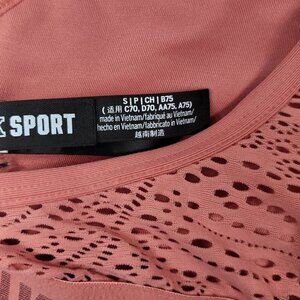 SPORT
S | P | CH | B75
(适用 C70, D70, AA75, A75)
made in Vietnam/fabriqué au Vietnam/
hecho en Vietnam/fabbricato in Vietnam/
越南制造